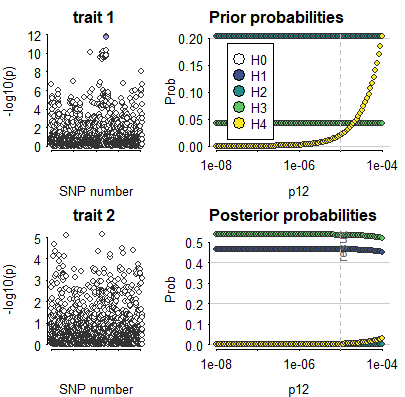 trait 1
Prior probabilities
12
10
8
6
4
2
0
-log10(p)
SNP number
0.20
0.15
0.10
0.05
0.00
Prob
H0
H1
H2
H3
H4
1e-08
1e-06
1e-04
p12
trait 2
Posterior probabilities
5
4
3
2
1
0
-log10(p)
SNP number
0.5
0.4
0.3
0.2
0.1
0.0
Prob
1e-08
1e-06
1e-04
p12